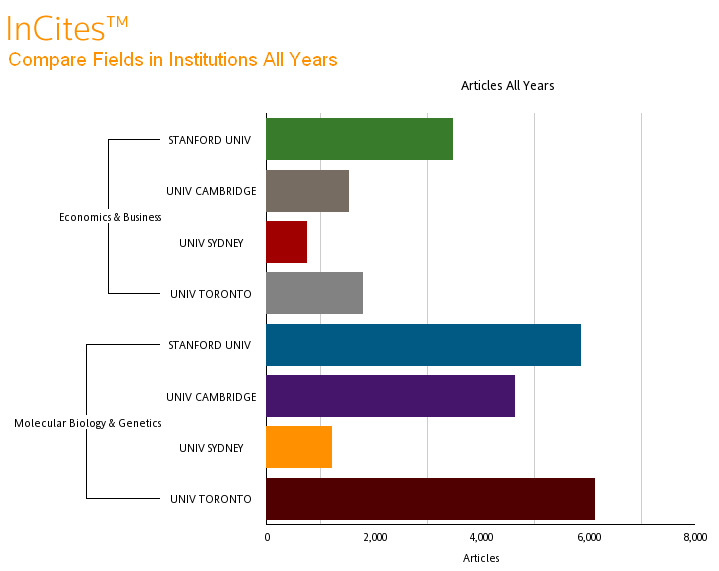 InCites™
Compare Fields in Institutions All Years
Articles All Years
Economics & Business
STANFORD UNIV
UNIV CAMBRIDGE
UNIV SYDNEY
UNIV TORONTO
Molecular Biology & Genetics
STANFORD UNIV
UNIV CAMBRIDGE
UNIV SYDNEY
UNIV TORONTO
0 2,000 4,000 6,000 8,000
Articles